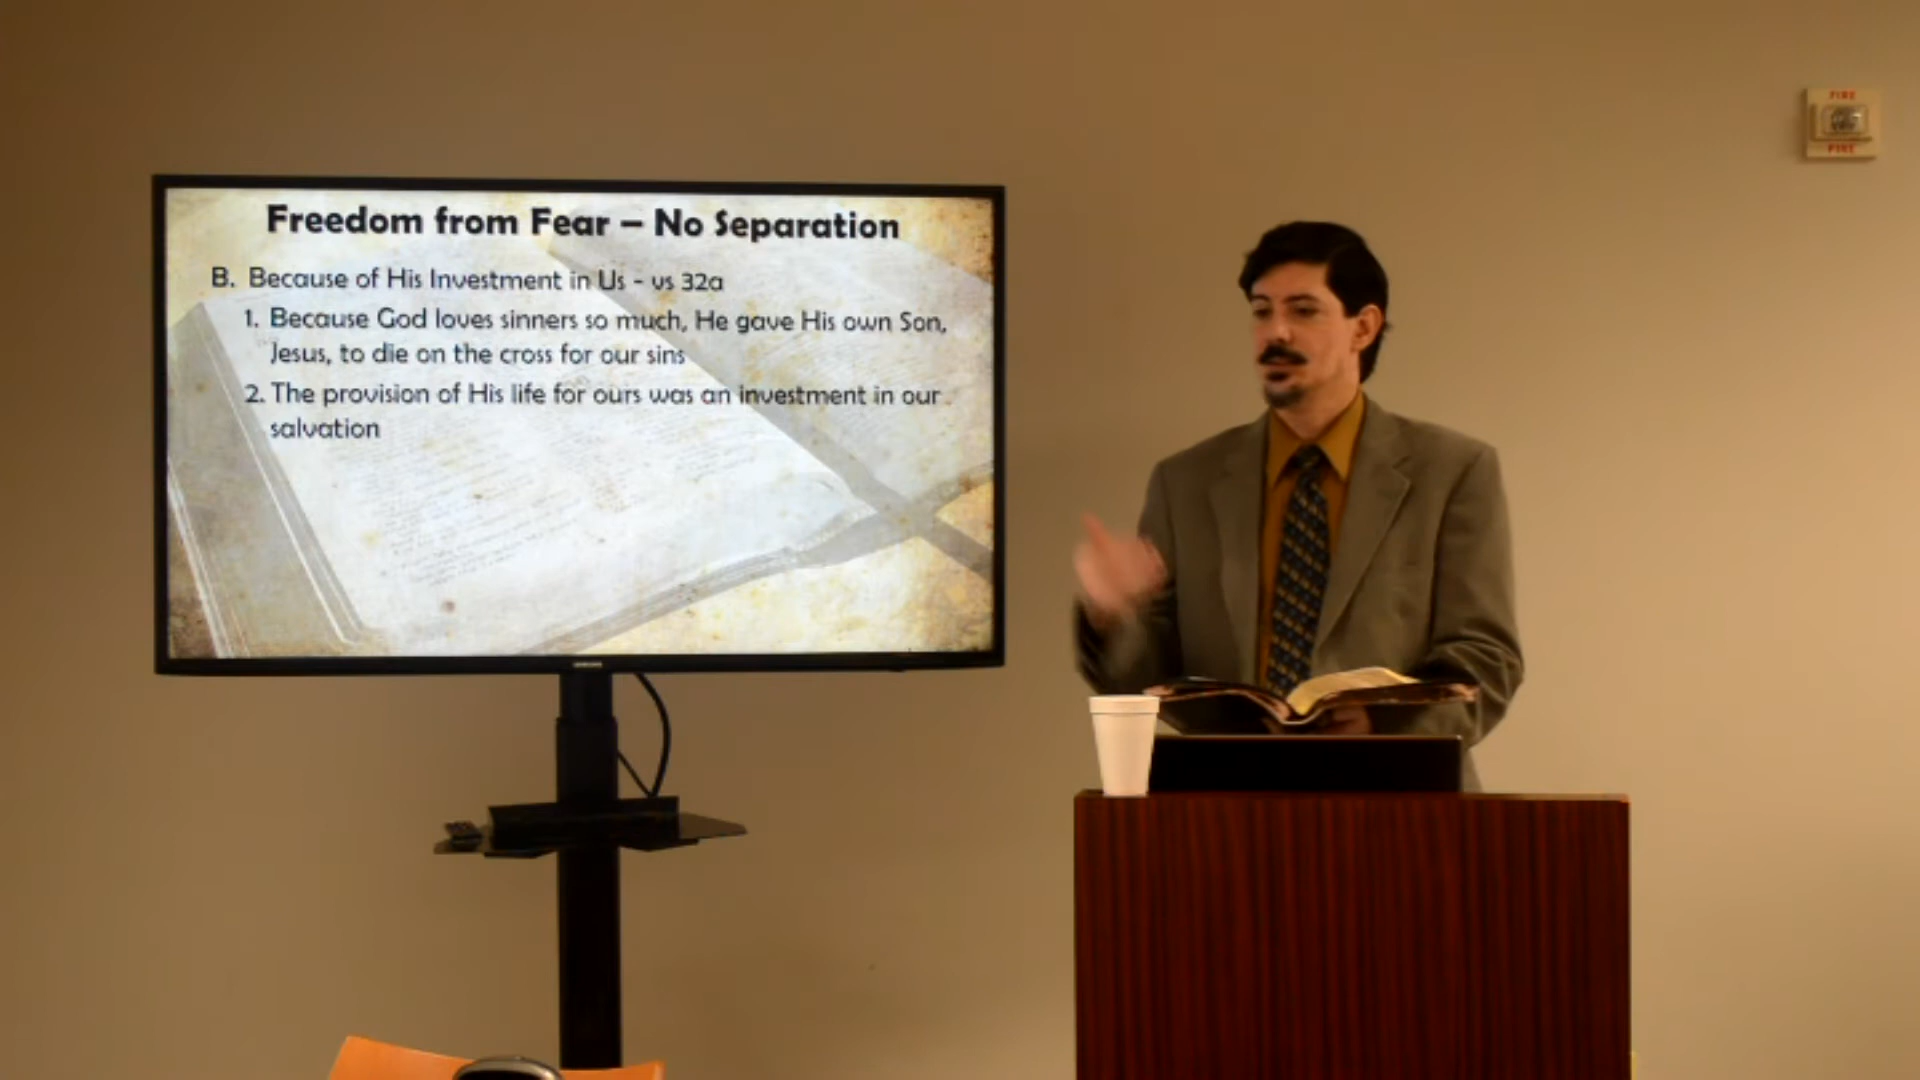 Freedom from Fear – No Separation
B. Because of His Investment in Us - vs 32a
1. Because God loves sinners so much, He gave His own Son,
Jesus, to die on the cross for our sins
2. The provision of His life for ours was an investment in our
salvation
FIRE
FIRE